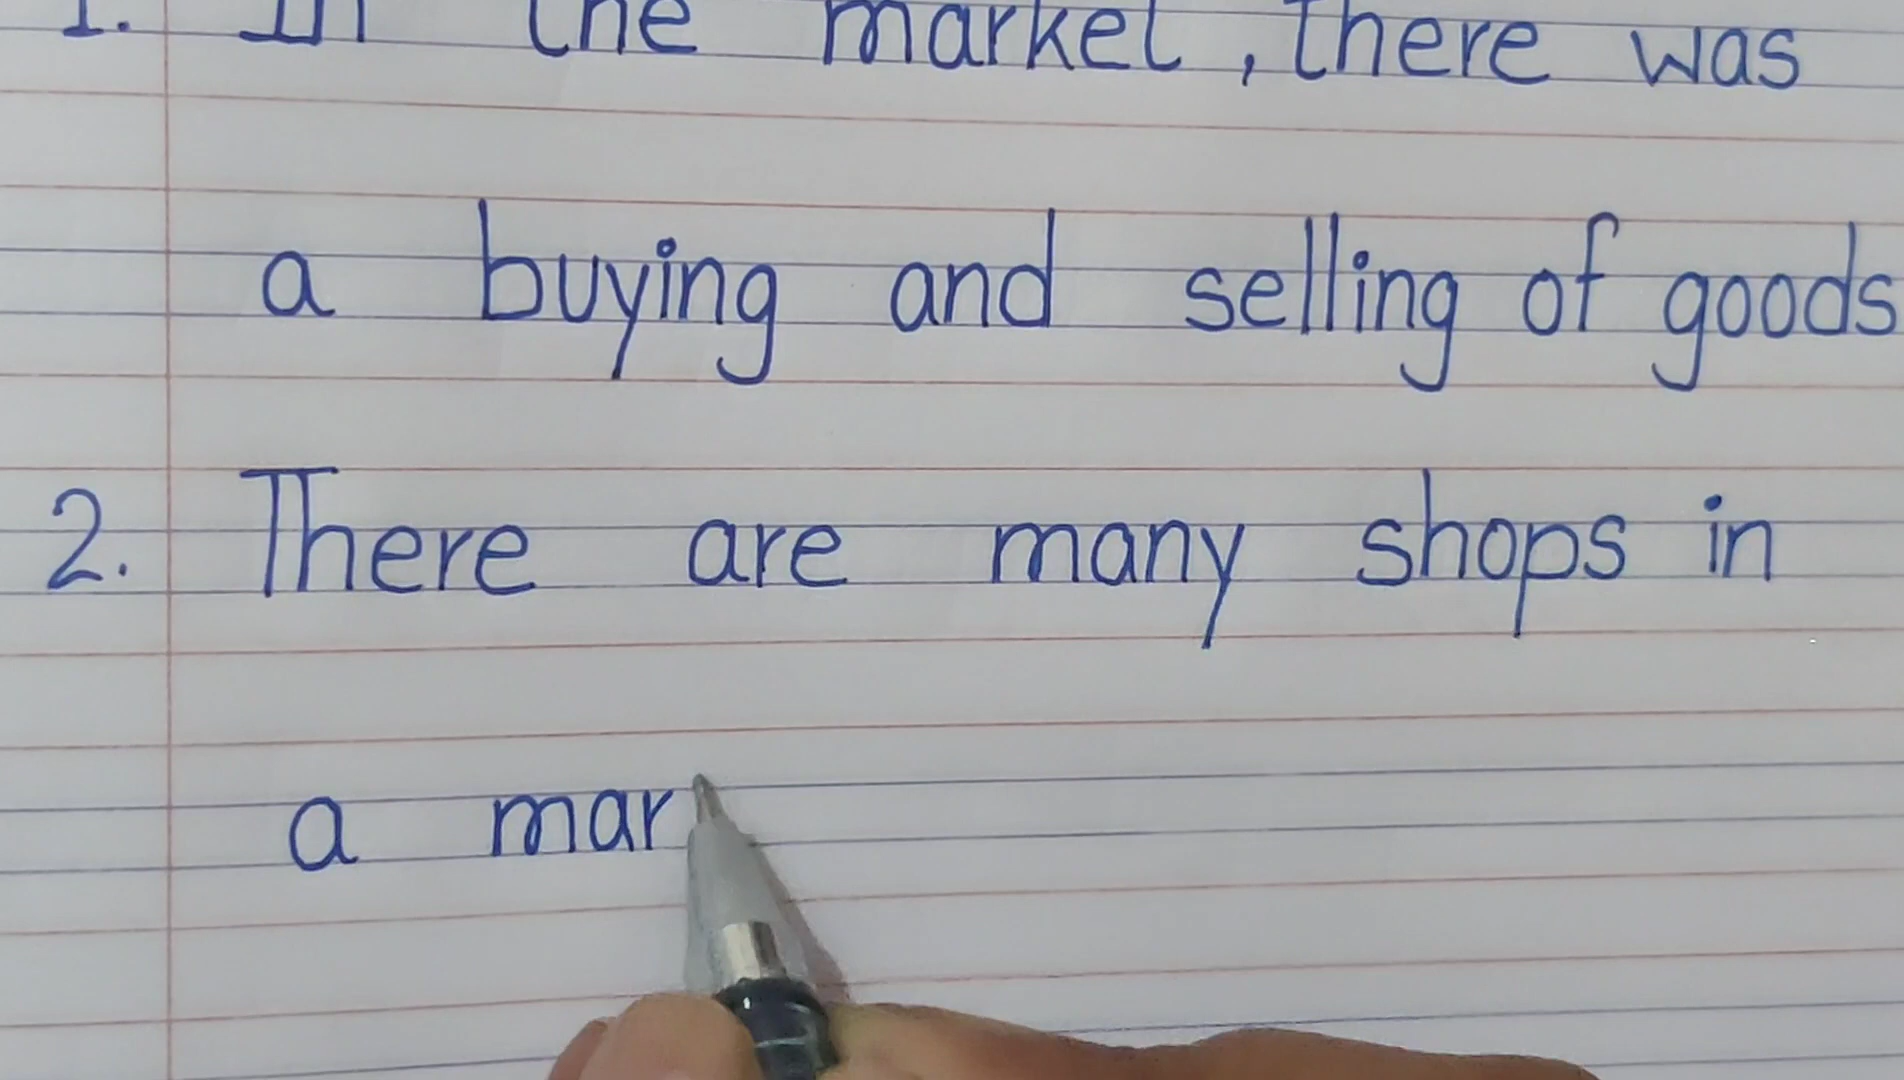 1. In the market, there was
a buying and selling of goods
2. There are many shops in
a mar